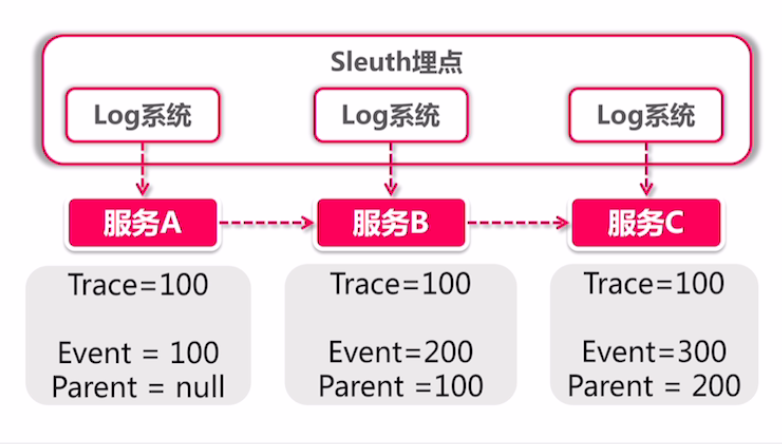 Sleuth埋点
Log系统
Log系统
Log系统
服务A
服务B
服务C
Trace=100
Event = 100
Parent = null
Trace=100
Event=200
Parent =100
Trace=100
Event=300
Parent = 200